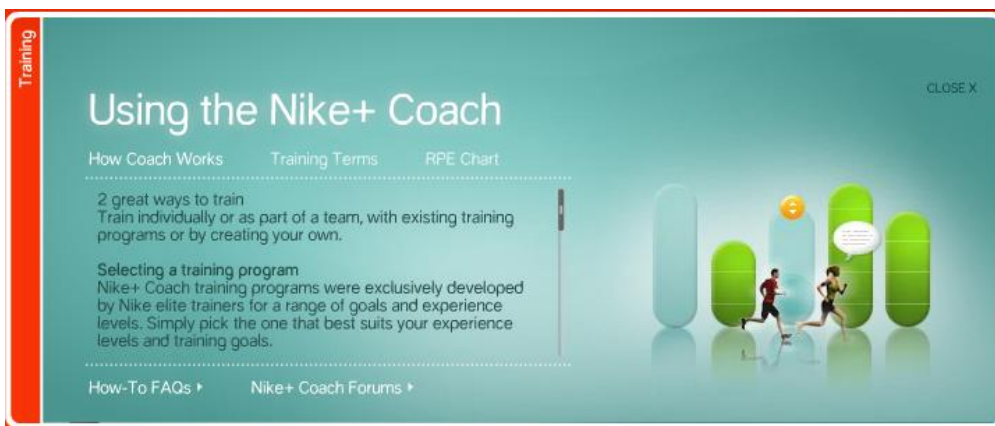 Training
CLOSE X
Using the Nike+ Coach
How Coach Works Training Terms RPE Chart
2 great ways to train
Train individually or as part of a team, with existing training
programs or by creating your own.
Selecting a training program
Nike+ Coach training programs were exclusively developed
by Nike elite trainers for a range of goals and experience
levels. Simply pick the one that best suits your experience
levels and training goals.
How-To FAQs Nike+ Coach Forums